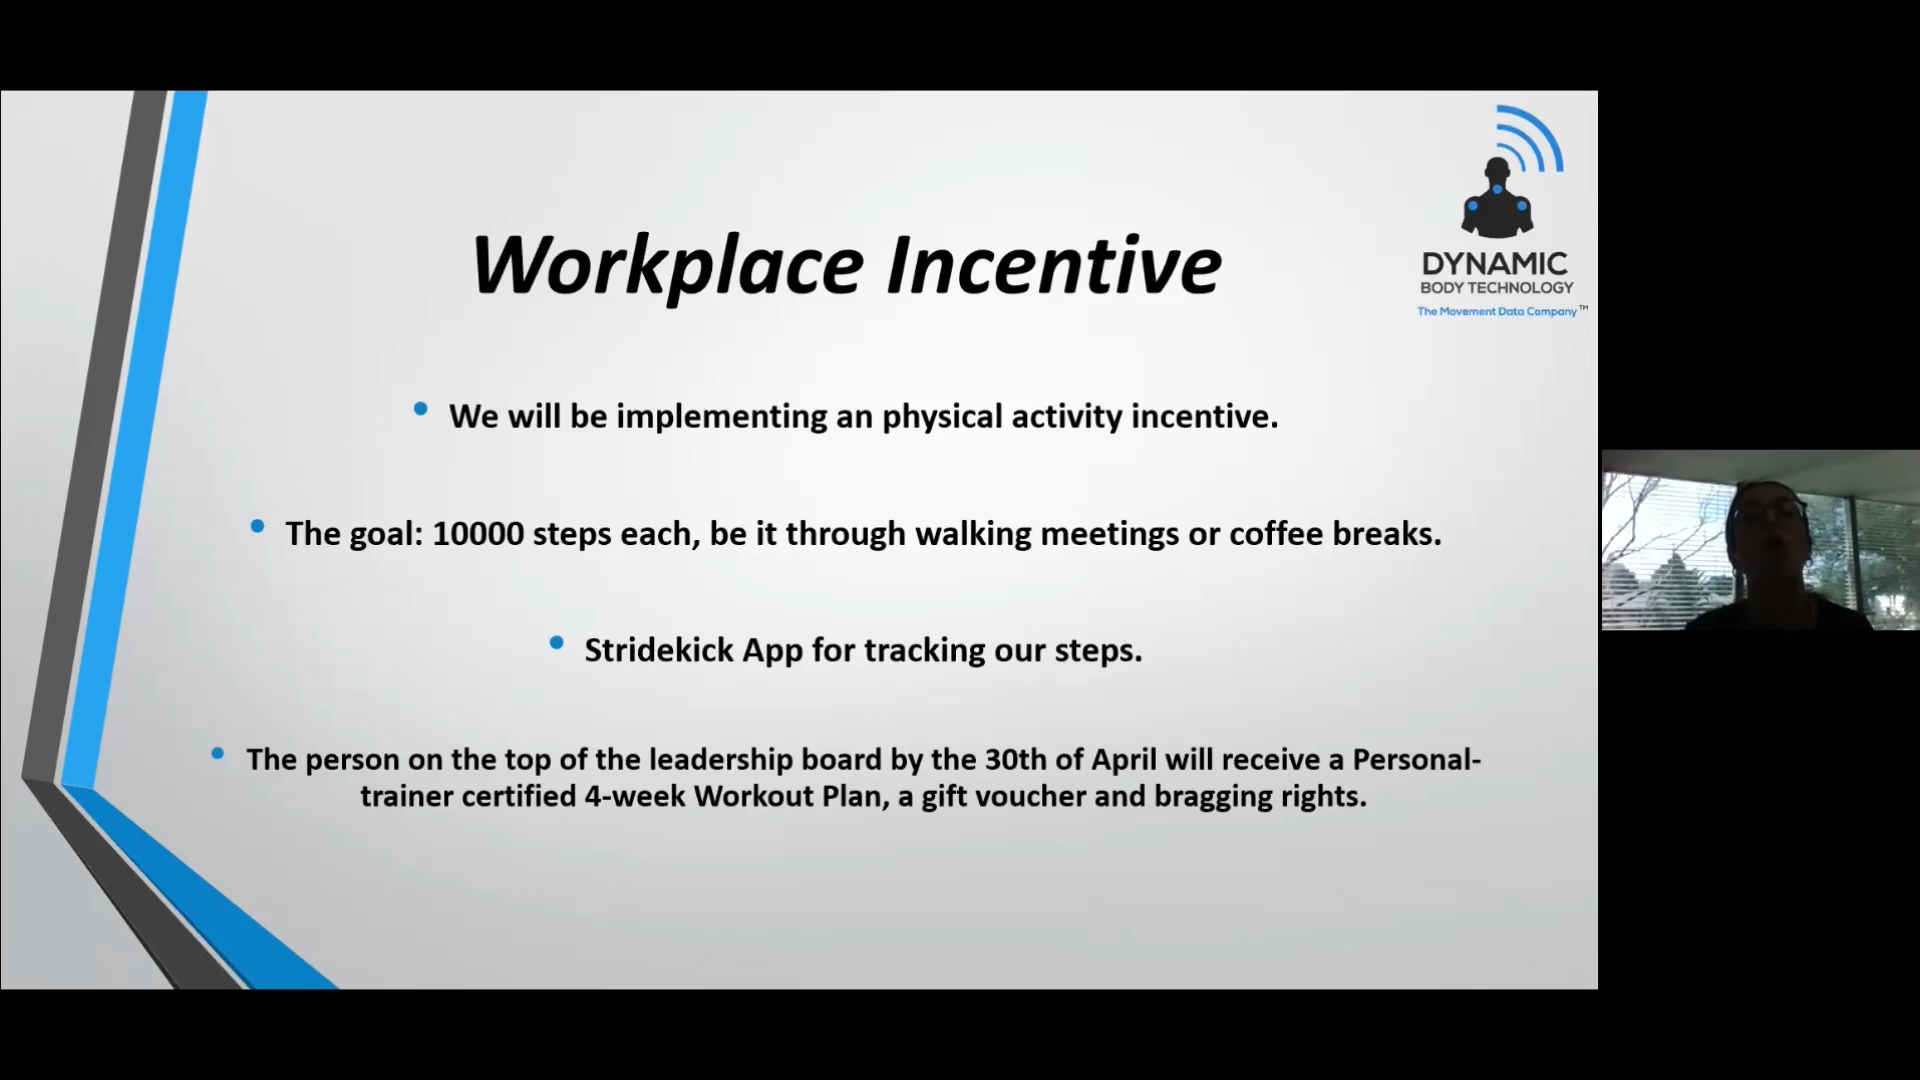 Workplace Incentive
DYNAMIC
BODY TECHNOLOGY
The Movement Data Company™
We will be implementing an physical activity incentive.
The goal: 10000 steps each, be it through walking meetings or coffee breaks.
Stridekick App for tracking our steps.
The person on the top of the leadership board by the 30th of April will receive a Personal-
trainer certified 4-week Workout Plan, a gift voucher and bragging rights.